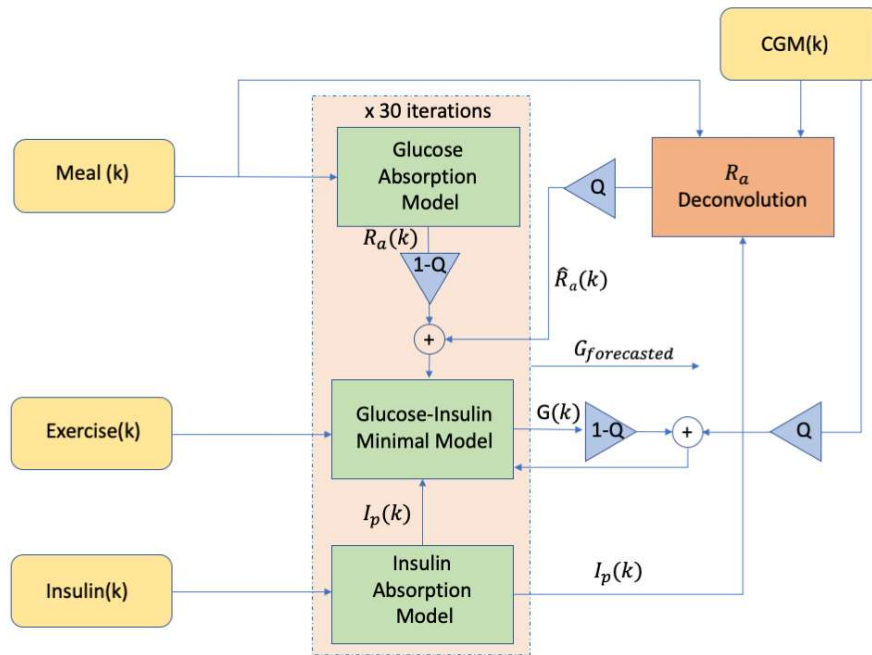 CGM(k)
x 30 iterations
Meal (k)
Glucose
Absorption
Model
Q
R_a
Deconvolution
R_a(k)
1-Q
R̂_a(k)
+
G_forecasted
Exercise(k)
Glucose-Insulin
Minimal Model
G(k)
1-Q
+
Q
I_p(k)
Insulin(k)
Insulin
Absorption
Model
I_p(k)